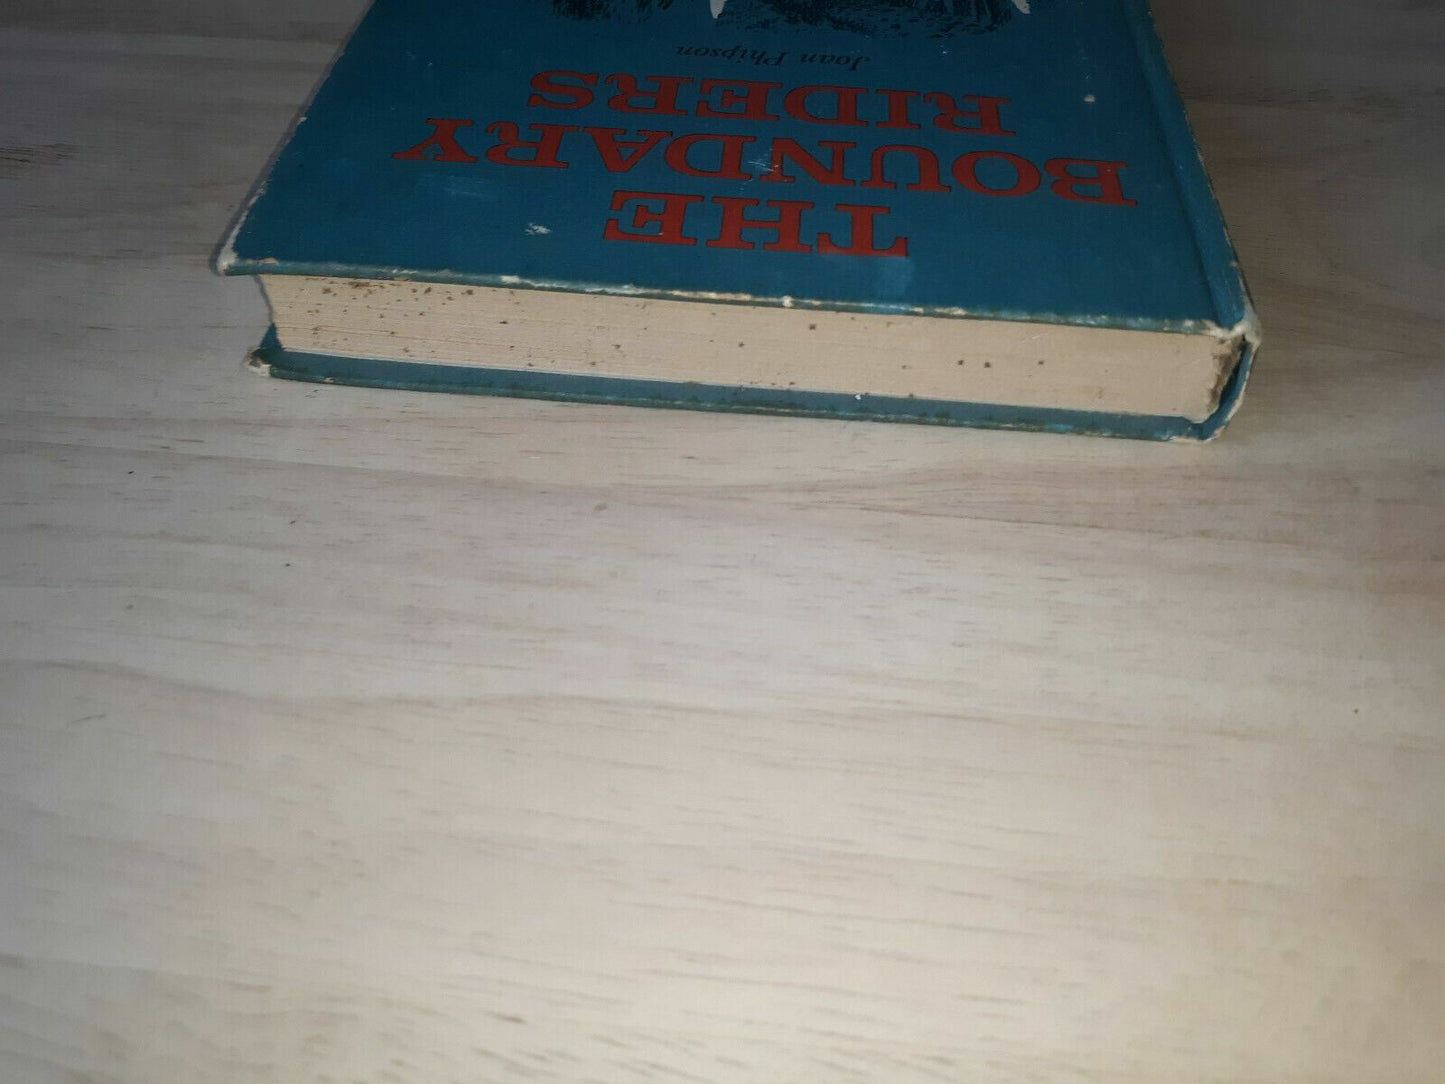 THE
BOUNDARY
RIDERS
Joan Phipson